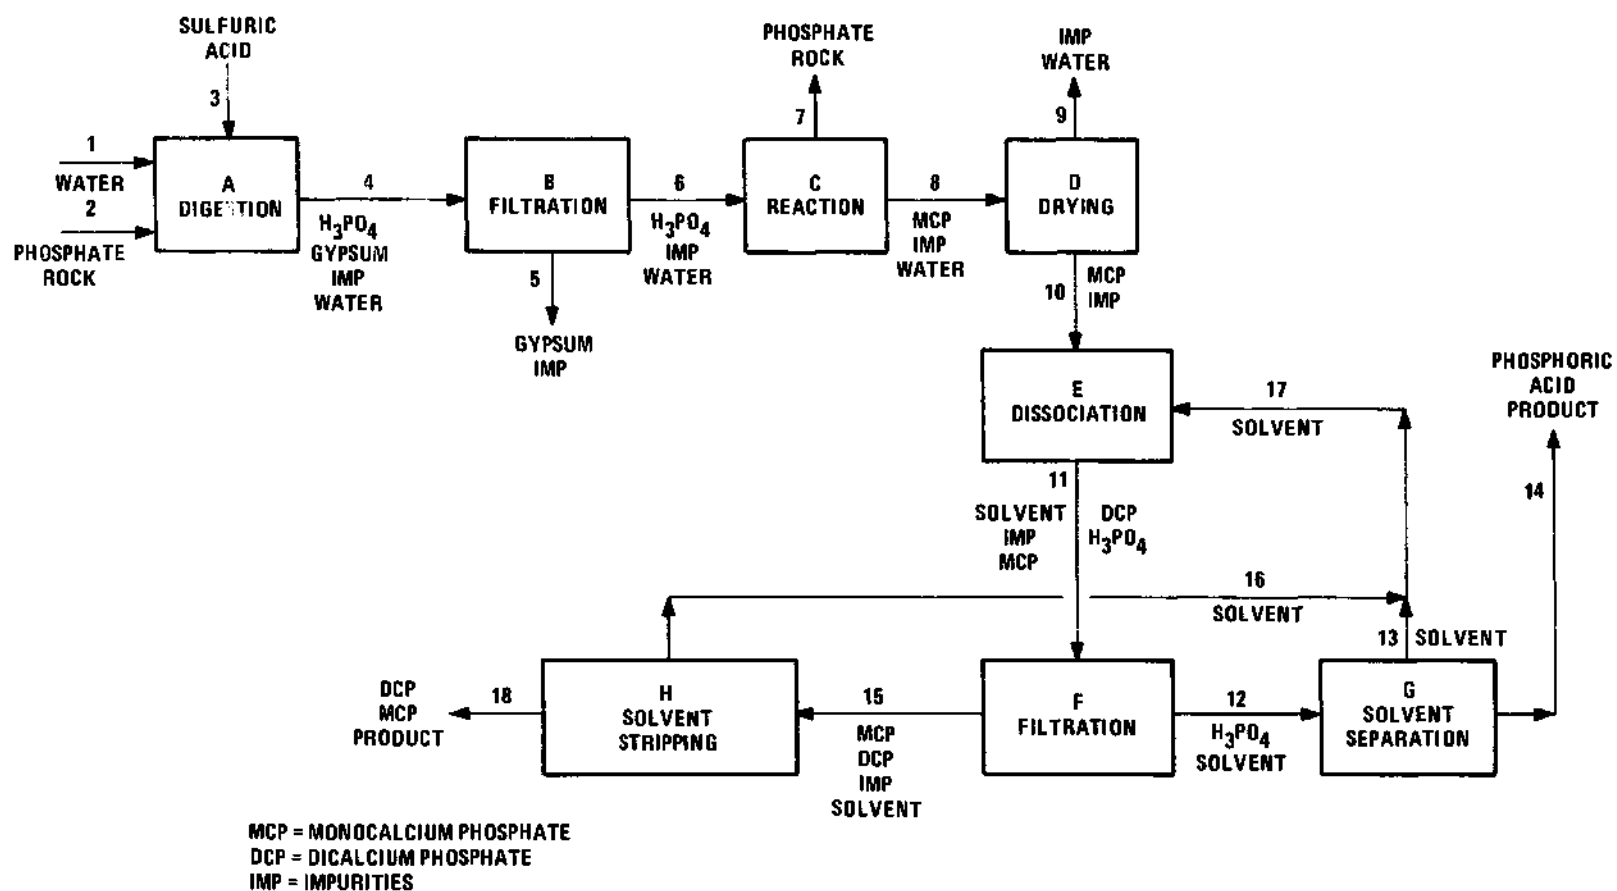 SULFURIC
ACID
3
1
WATER
2
PHOSPHATE
ROCK
A
DIGESTION
4
H3PO4
GYPSUM
IMP
WATER
B
FILTRATION
5
GYPSUM
IMP
6
H3PO4
IMP
WATER
PHOSPHATE
ROCK
7
C
REACTION
8
MCP
IMP
WATER
IMP
WATER
9
D
DRYING
10
MCP
IMP
E
DISSOCIATION
17
SOLVENT
PHOSPHORIC
ACID
PRODUCT
14
11
SOLVENT
IMP
MCP
DCP
H3PO4
16
SOLVENT
13 SOLVENT
DCP
MCP
PRODUCT
18
H
SOLVENT
STRIPPING
15
MCP
DCP
IMP
SOLVENT
F
FILTRATION
12
H3PO4
SOLVENT
G
SOLVENT
SEPARATION
MCP = MONOCALCIUM PHOSPHATE
DCP = DICALCIUM PHOSPHATE
IMP = IMPURITIES